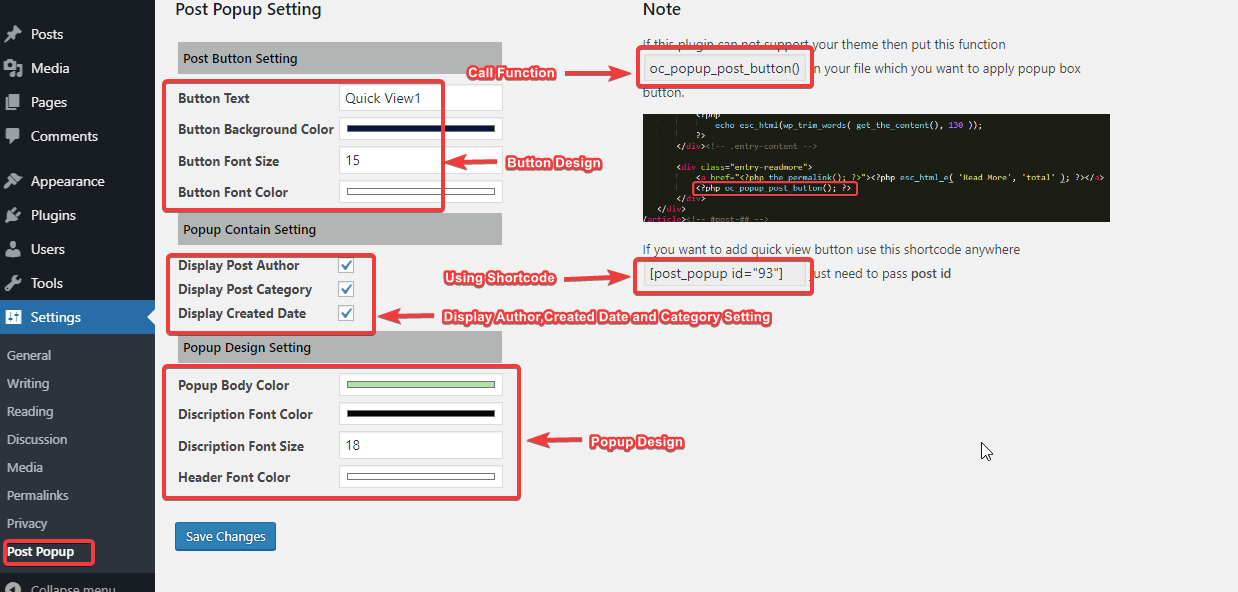 Posts
Media
Pages
Comments
Appearance
Plugins
Users
Tools
Settings
General
Writing
Reading
Discussion
Media
Permalinks
Privacy
Post Popup
Collapse menu
Post Popup Setting
Post Button Setting
Button Text Quick View1
Button Background Color
Button Font Size 15
Button Font Color
Button Design
Popup Contain Setting
Display Post Author
Display Post Category
Display Created Date
Display Author,Created Date and Category Setting
Popup Design Setting
Popup Body Color
Discription Font Color
Discription Font Size 18
Header Font Color
Popup Design
Save Changes
Note
If this plugin can not support your theme then put this function
Call Function
oc_popup_post_button() in your file which you want to apply popup box
button.
<?php
echo esc_html(wp_trim_words( get_the_content(), 130 ));
?>
</div><!-- .entry-content -->
<div class="entry-readmore">
<a href="<?php the_permalink(); ?>"><?php esc_html_e( 'Read More', 'total' ); ?></a>
<?php oc_popup_post_button(); ?>
</div>
</div>
/article><!-- #post-## -->
If you want to add quick view button use this shortcode anywhere
Using Shortcode
[post_popup id="93"] just need to pass post id